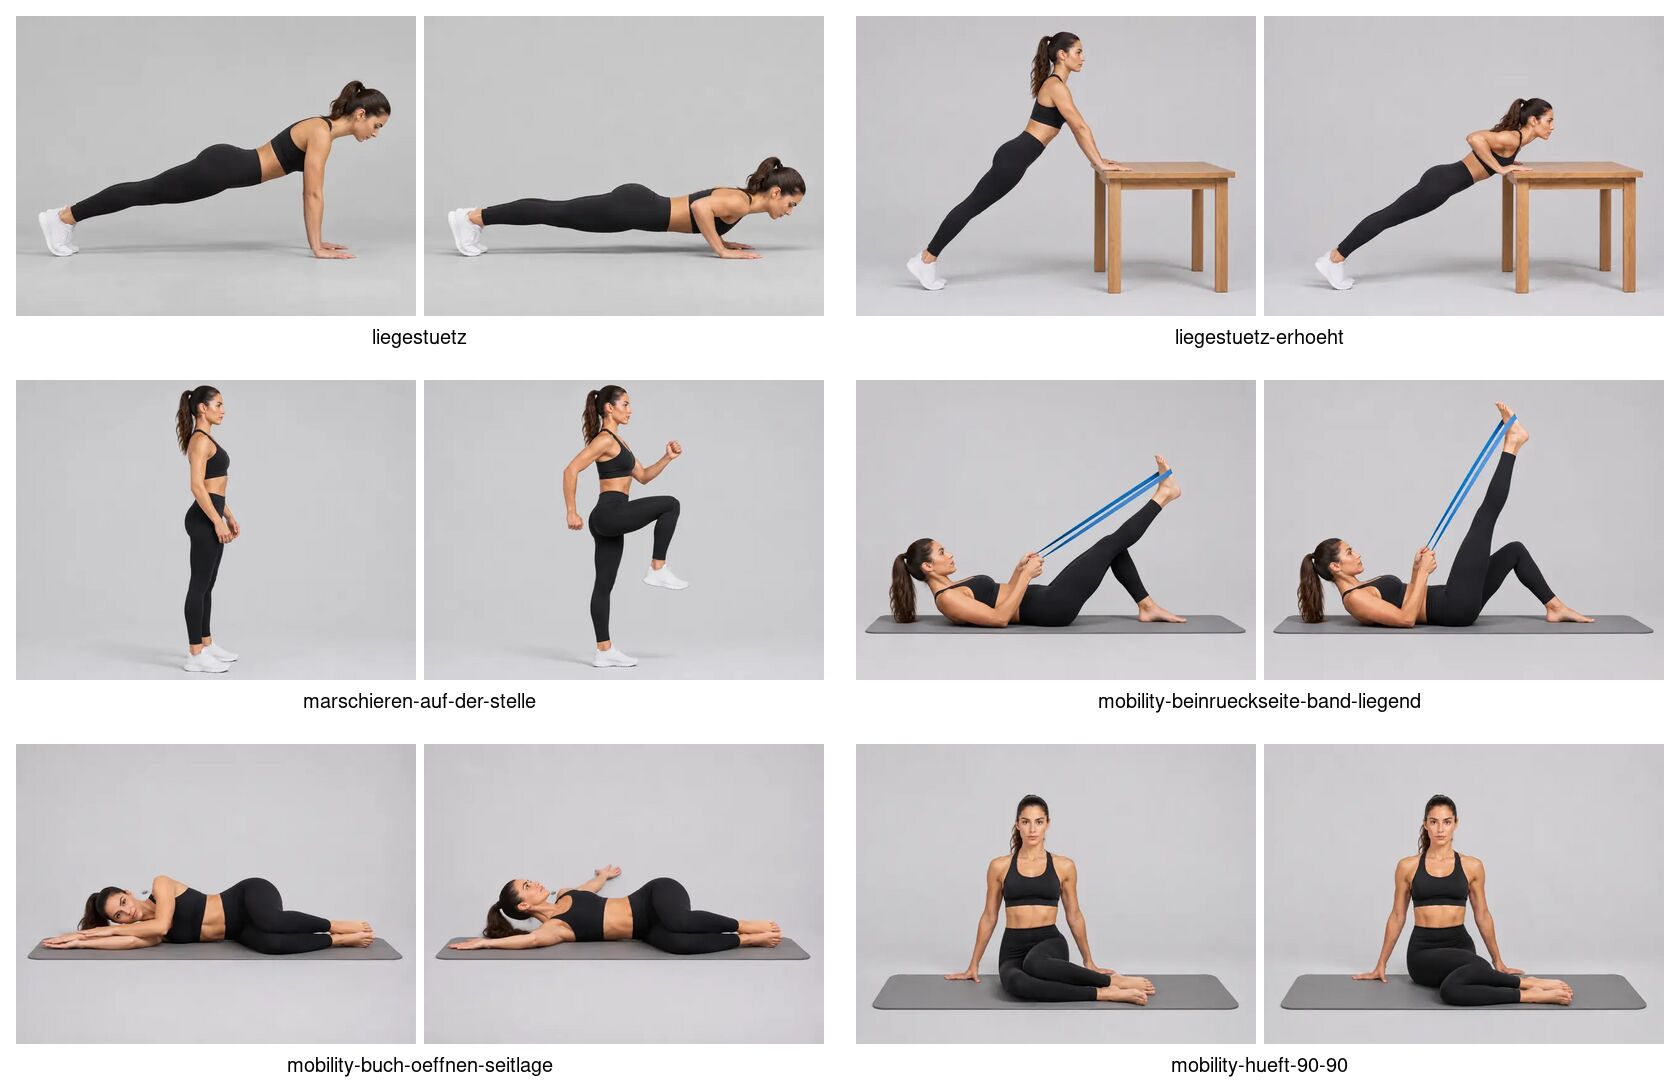 liegestuetz
liegestuetz-erhoeht
marschieren-auf-der-stelle
mobility-beinrueckseite-band-liegend
mobility-buch-oeffnen-seitlage
mobility-hueft-90-90